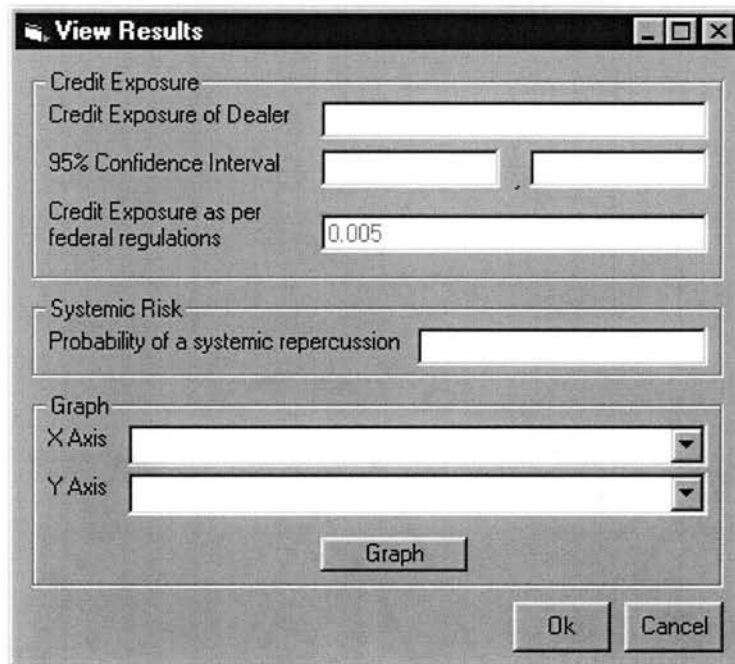 View Results
Credit Exposure
Credit Exposure of Dealer
95% Confidence Interval
,
Credit Exposure as per
federal regulations
0.005
Systemic Risk
Probability of a systemic repercussion
Graph
X Axis
Y Axis
Graph
Ok Cancel